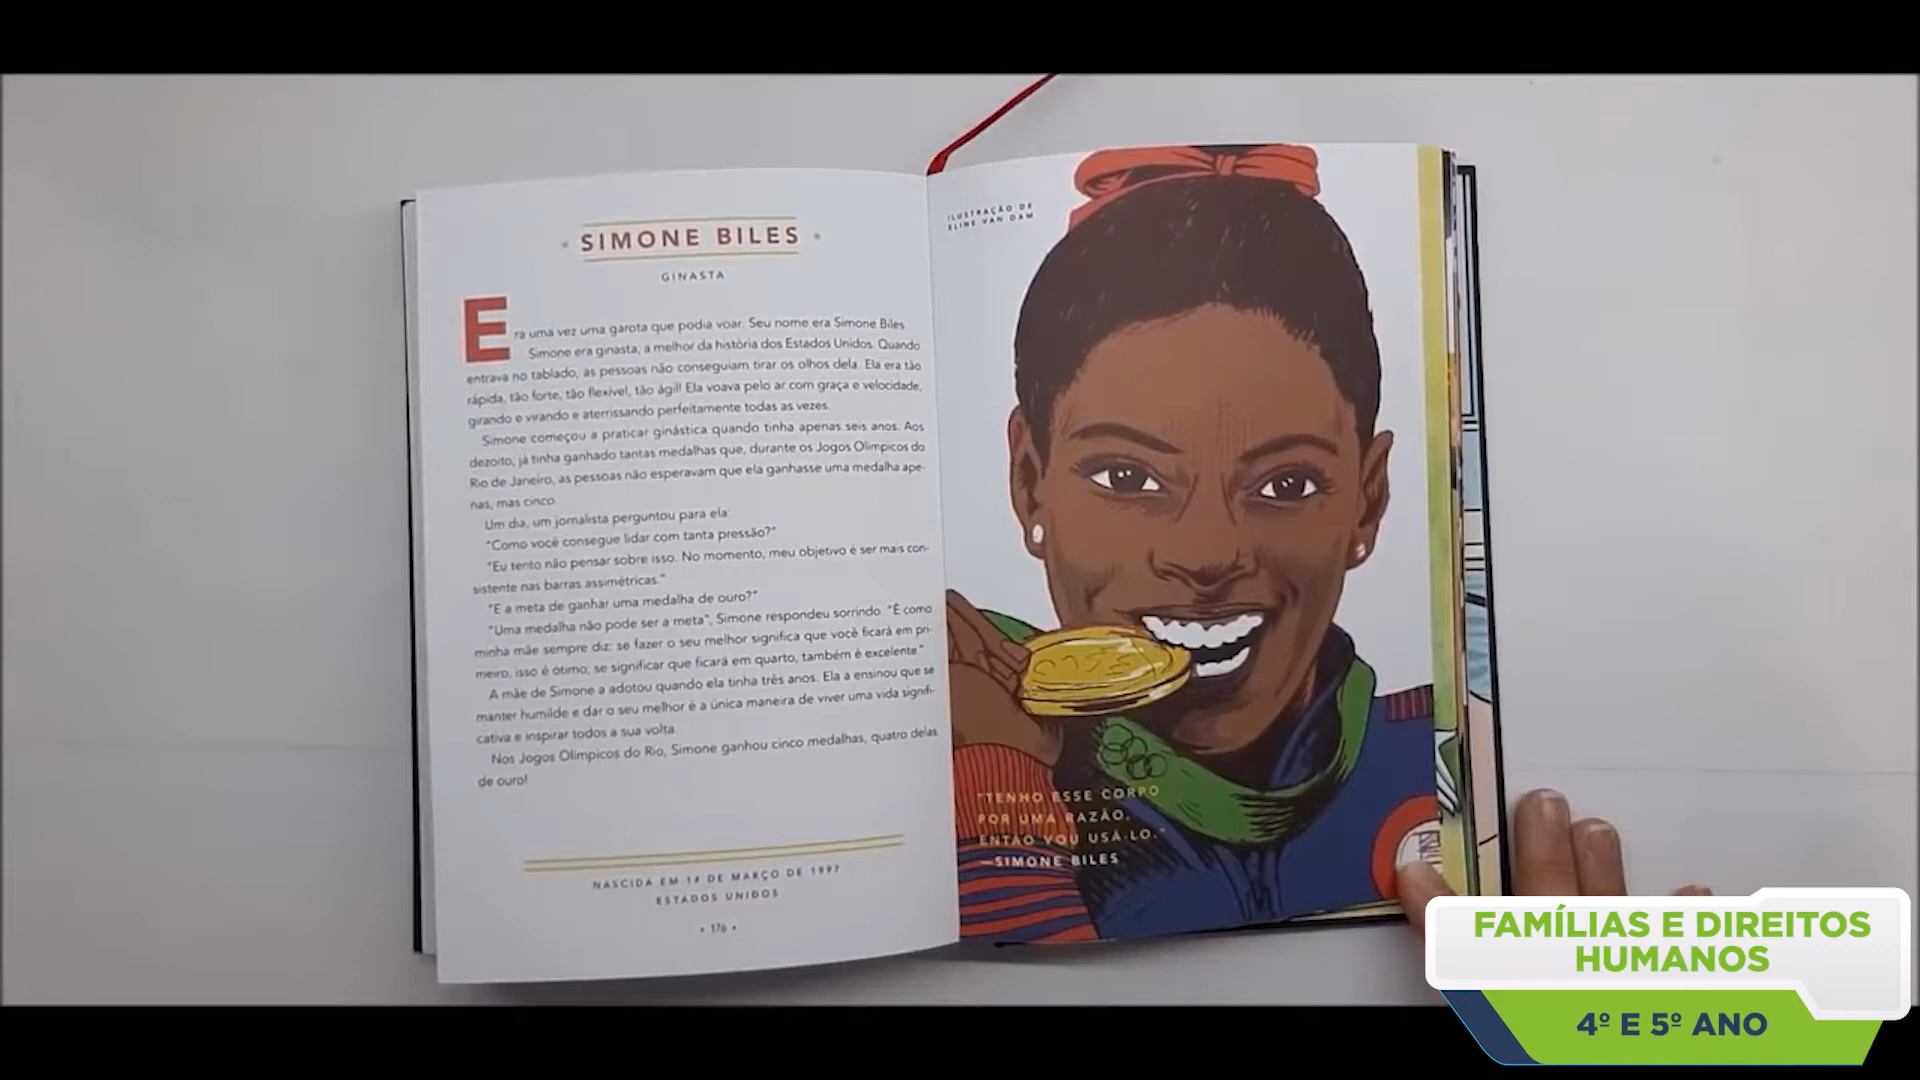 SIMONE BILES
GINASTA
Era uma vez uma garota que podia voar. Seu nome era Simone Biles.
Simone era ginasta, a melhor da história dos Estados Unidos. Quando
entrava no tablado, as pessoas não conseguiam tirar os olhos dela. Ela era tão
rápida, tão forte, tão flexível, tão ágil! Ela voava pelo ar com graça e velocidade,
girando e virando e aterrissando perfeitamente todas as vezes.
Simone começou a praticar ginástica quando tinha apenas seis anos. Aos
dezoito, já tinha ganhado tantas medalhas que, durante os Jogos Olímpicos do
Rio de Janeiro, as pessoas não esperavam que ela ganhasse uma medalha ape-
nas, mas cinco.
Um dia, um jornalista perguntou para ela:
"Como você consegue lidar com tanta pressão?"
"Eu tento não pensar sobre isso. No momento, meu objetivo é ser mais con-
sistente nas barras assimétricas."
"E a meta de ganhar uma medalha de ouro?"
"Uma medalha não pode ser a meta", Simone respondeu sorrindo. "É como
minha mãe sempre diz: se fazer o seu melhor significa que você ficará em pri-
meiro, isso é ótimo, se significar que ficará em quarto, também é excelente."
A mãe de Simone a adotou quando ela tinha três anos. Ela a ensinou que se
manter humilde e dar o seu melhor é a única maneira de viver uma vida signifi-
cativa e inspirar todos a sua volta.
Nos Jogos Olímpicos do Rio, Simone ganhou cinco medalhas, quatro delas
de ouro!
NASCIDA EM 14 DE MARÇO DE 1997
ESTADOS UNIDOS
• 176 •
ILUSTRAÇÃO DE
ELINE VAN DAM
"TENHO ESSE CORPO
POR UMA RAZÃO,
ENTÃO VOU USÁ-LO."
—SIMONE BILES
FAMÍLIAS E DIREITOS
HUMANOS
4º E 5º ANO